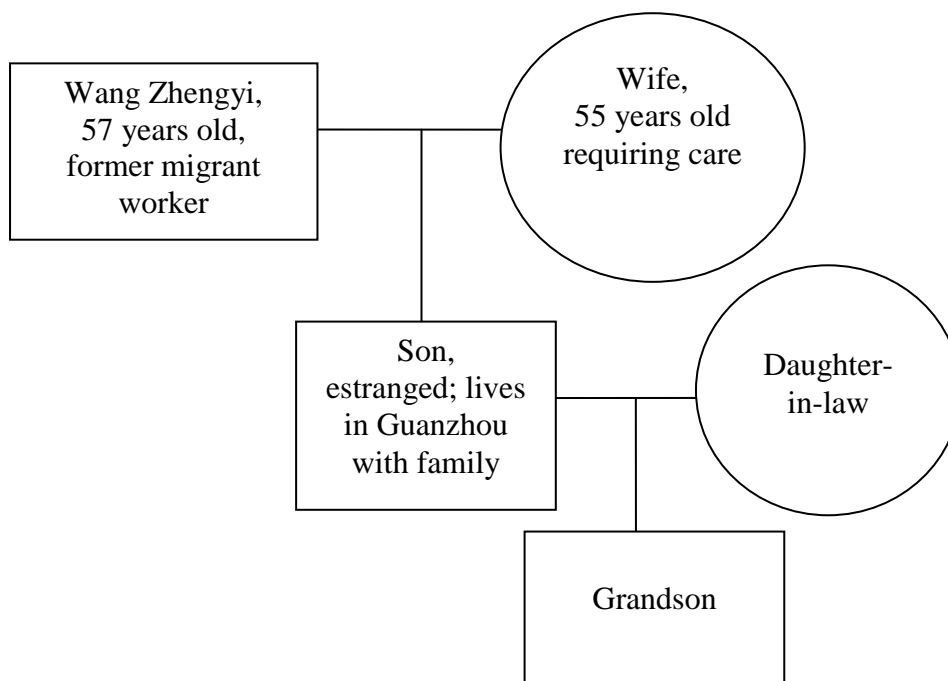 Wang Zhengyi,
57 years old,
former migrant
worker
Wife,
55 years old
requiring care
Son,
estranged; lives
in Guanzhou
with family
Daughter-
in-law
Grandson